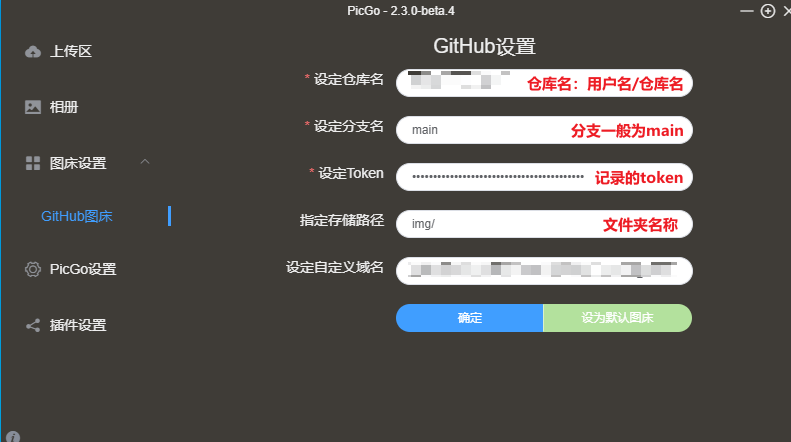 PicGo - 2.3.0-beta.4
上传区
相册
图床设置
GitHub图床
PicGo设置
插件设置
GitHub设置
* 设定仓库名 仓库名：用户名/仓库名
* 设定分支名 main 分支一般为main
* 设定Token 记录的token
指定存储路径 img/ 文件夹名称
设定自定义域名
确定 设为默认图床